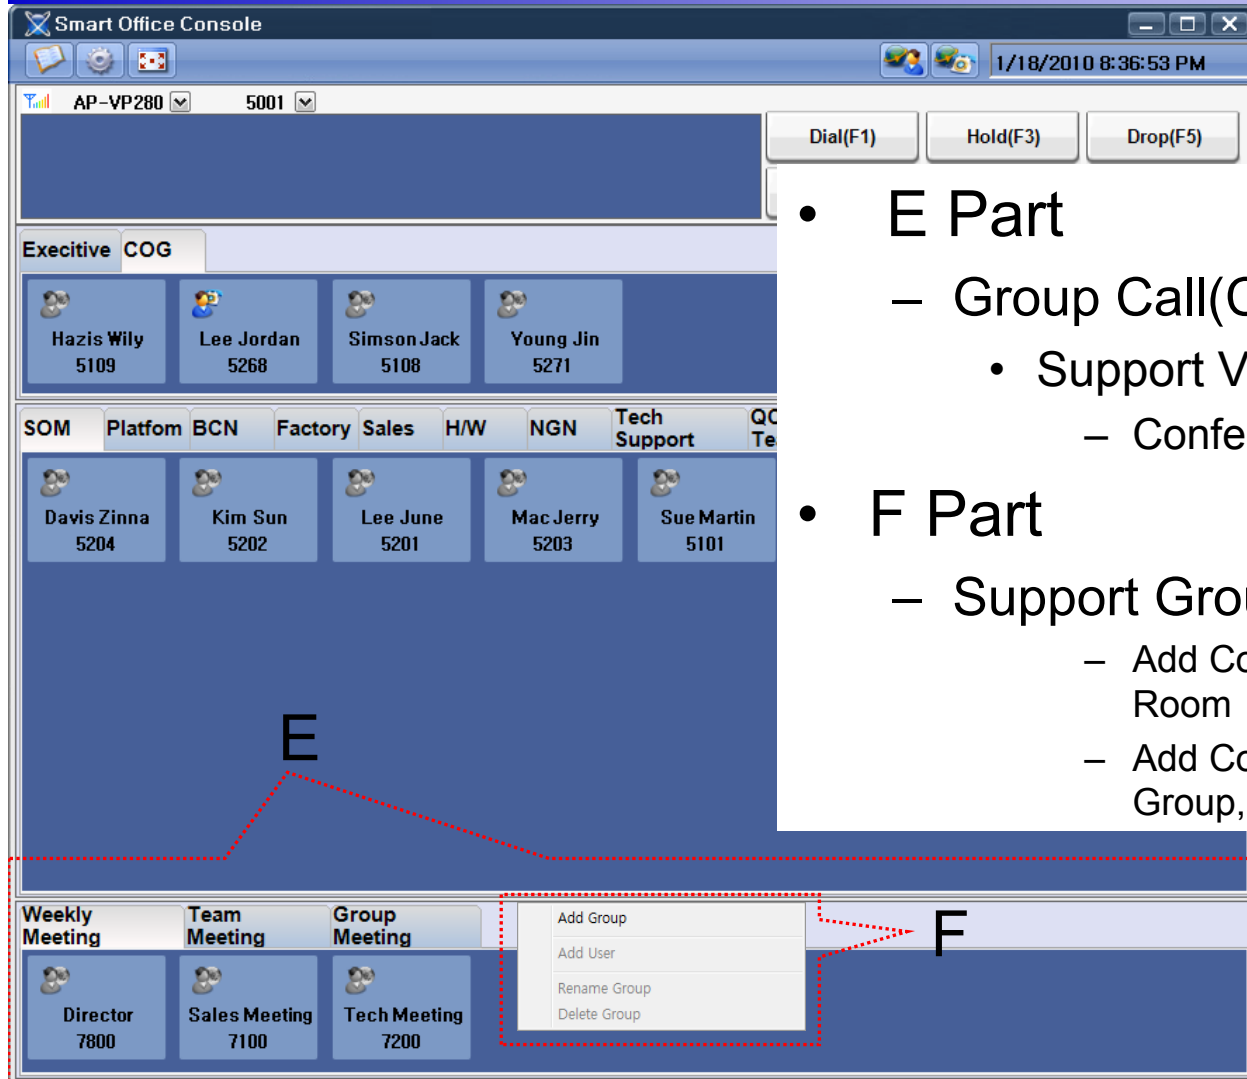 Smart Office Console
1/18/2010 8:36:53 PM
AP-VP280 5001
Dial(F1) Hold(F3) Drop(F5)
• E Part
– Group Call(
• Support V
– Confe
• F Part
– Support Grou
– Add Co
Room
– Add Co
Group,
Execitive COG
Hazis Wily
5109
Lee Jordan
5268
Simson Jack
5108
Young Jin
5271
SOM Platfom BCN Factory Sales H/W NGN Tech Support QC Te
Davis Zinna
5204
Kim Sun
5202
Lee June
5201
Mac Jerry
5203
Sue Martin
5101
E
Weekly Meeting
Team Meeting
Group Meeting
Add Group
Add User
Rename Group
Delete Group
F
Director
7800
Sales Meeting
7100
Tech Meeting
7200